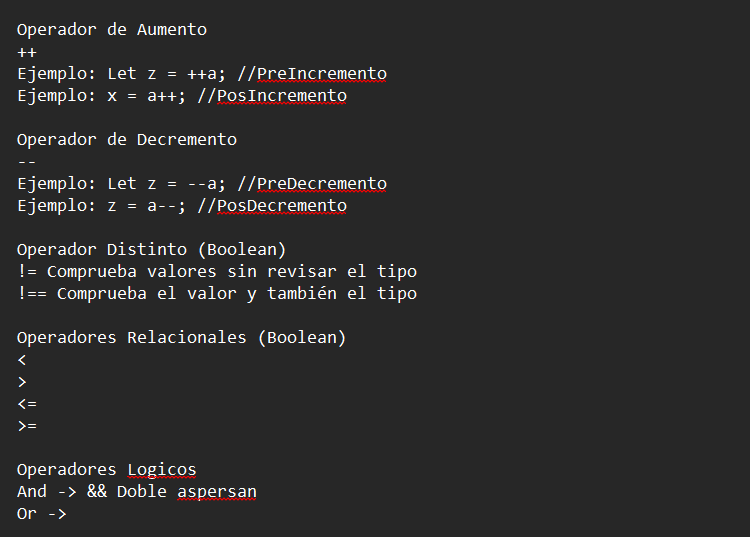 Operador de Aumento
++
Ejemplo: Let z = ++a; //PreIncremento
Ejemplo: x = a++; //PosIncremento
Operador de Decremento
--
Ejemplo: Let z = --a; //PreDecremento
Ejemplo: z = a--; //PosDecremento
Operador Distinto (Boolean)
!= Comprueba valores sin revisar el tipo
!== Comprueba el valor y también el tipo
Operadores Relacionales (Boolean)
<
>
<=
>=
Operadores Logicos
And -> && Doble aspersan
Or ->